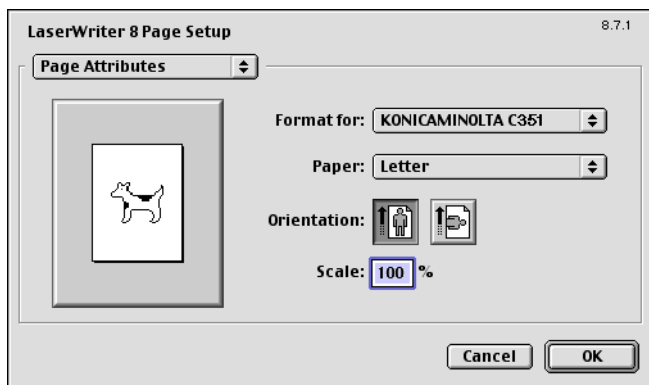 LaserWriter 8 Page Setup
8.7.1
Page Attributes
Format for: KONICAMINOLTA C351
Paper: Letter
Orientation:
Scale: 100 %
Cancel OK